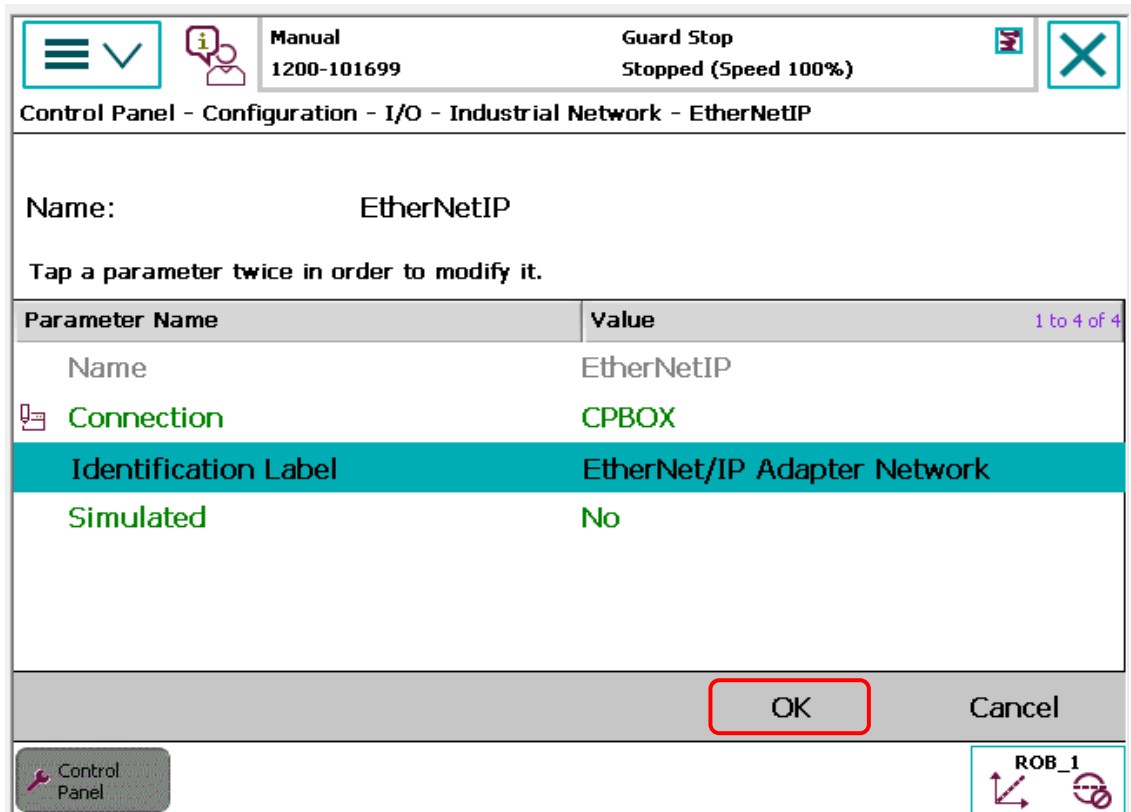 Manual Guard Stop
1200-101699 Stopped (Speed 100%)
Control Panel - Configuration - I/O - Industrial Network - EtherNetIP
Name: EtherNetIP
Tap a parameter twice in order to modify it.
Parameter Name Value 1 to 4 of 4
Name EtherNetIP
Connection CPBOX
Identification Label EtherNet/IP Adapter Network
Simulated No
OK Cancel
Control
Panel
ROB_1